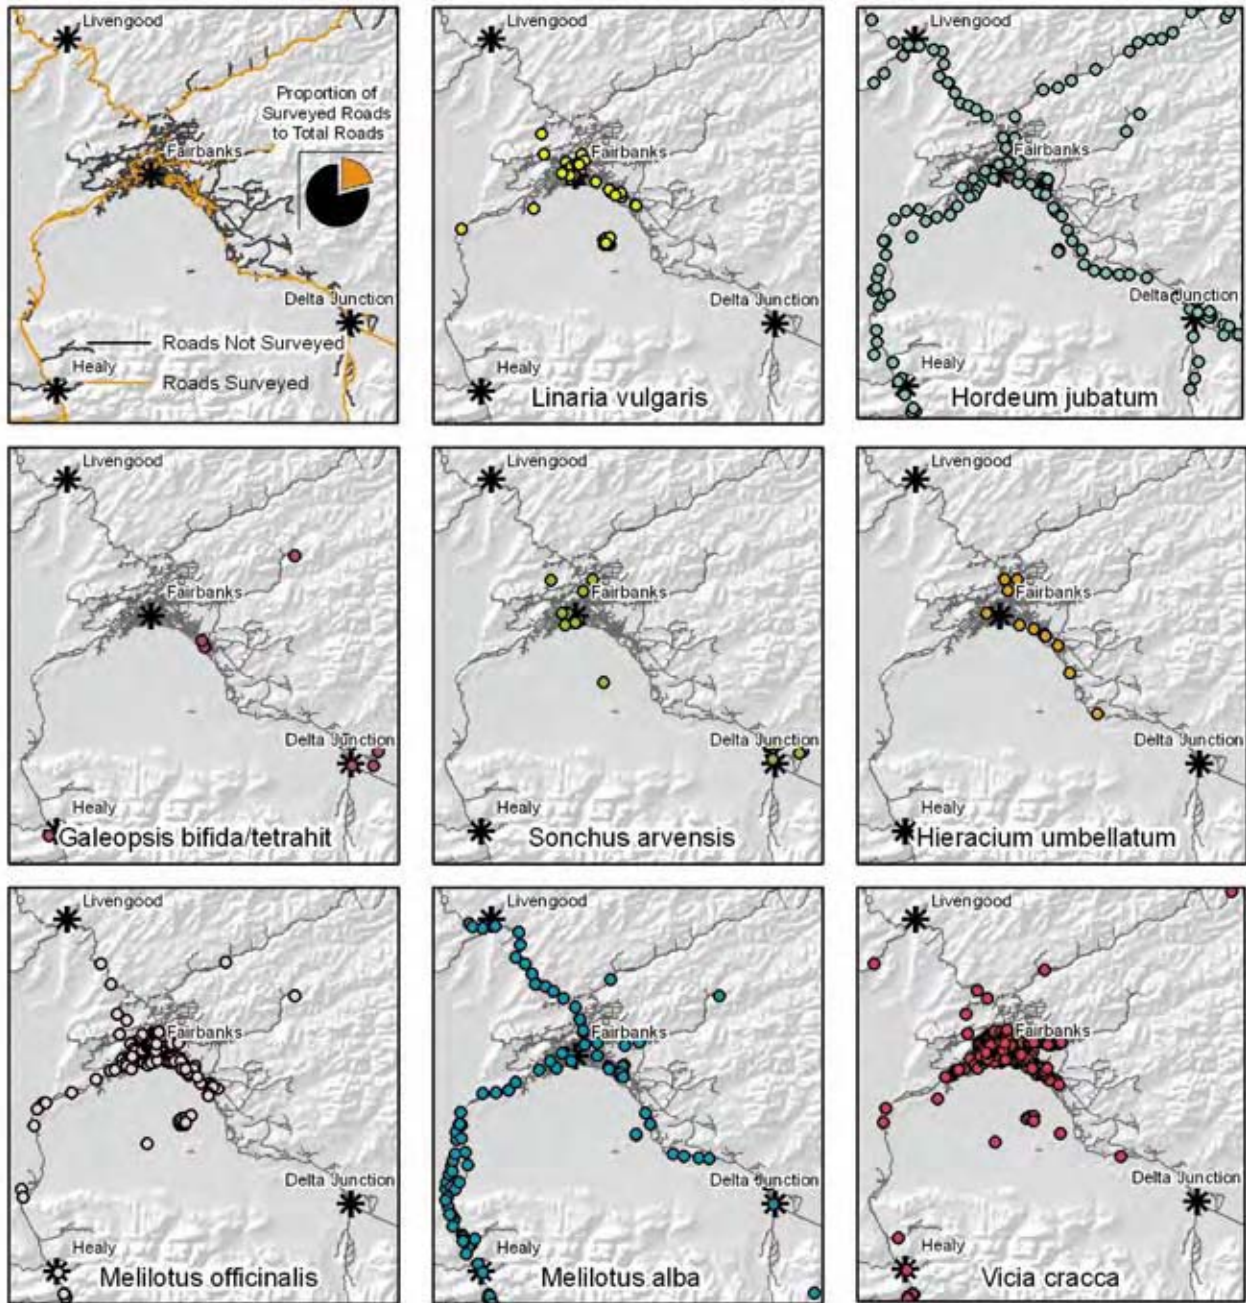 Livengood
Proportion of
Surveyed Roads
to Total Roads
Fairbanks
Delta Junction
Roads Not Surveyed
Healy
Roads Surveyed
Livengood
Fairbanks
Delta Junction
Healy
Linaria vulgaris
Livengood
Fairbanks
Delta Junction
Healy
Hordeum jubatum
Livengood
Fairbanks
Delta Junction
Healy
Galeopsis bifida/tetrahit
Livengood
Fairbanks
Delta Junction
Healy
Sonchus arvensis
Livengood
Fairbanks
Delta Junction
Healy
Hieracium umbellatum
Livengood
Fairbanks
Delta Junction
Healy
Melilotus officinalis
Livengood
Fairbanks
Delta Junction
Healy
Melilotus alba
Livengood
Fairbanks
Delta Junction
Healy
Vicia cracca